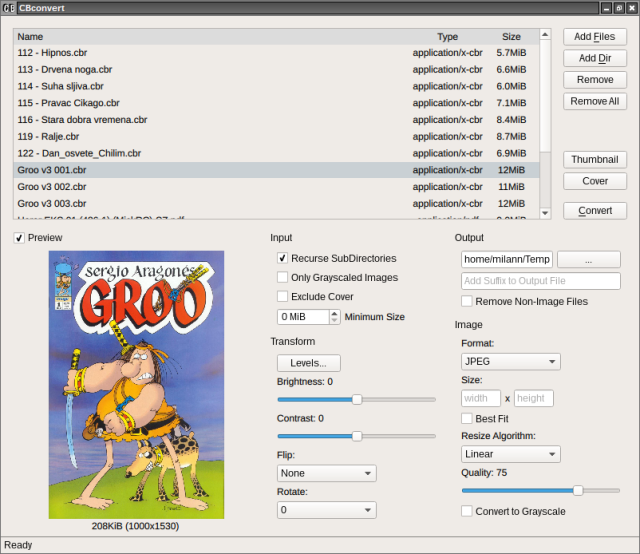 CB CBconvert
Name Type Size
112 - Hipnos.cbr application/x-cbr 5.7MiB
113 - Drvena noga.cbr application/x-cbr 6.6MiB
114 - Suha sljiva.cbr application/x-cbr 6.0MiB
115 - Pravac Cikago.cbr application/x-cbr 7.1MiB
116 - Stara dobra vremena.cbr application/x-cbr 8.4MiB
119 - Ralje.cbr application/x-cbr 8.7MiB
122 - Dan_osvete_Chilim.cbr application/x-cbr 6.9MiB
Groo v3 001.cbr application/x-cbr 12MiB
Groo v3 002.cbr application/x-cbr 11MiB
Groo v3 003.cbr application/x-cbr 12MiB
Add Files
Add Dir
Remove
Remove All
Thumbnail
Cover
Convert
Preview
sergio Aragonés
GROO
208KiB (1000x1530)
Input
Recurse SubDirectories
Only Grayscaled Images
Exclude Cover
0 MiB Minimum Size
Transform
Levels...
Brightness: 0
Contrast: 0
Flip:
None
Rotate:
0
Output
home/milann/Temp ...
Add Suffix to Output File
Remove Non-Image Files
Image
Format:
JPEG
Size:
width x height
Best Fit
Resize Algorithm:
Linear
Quality: 75
Convert to Grayscale
Ready